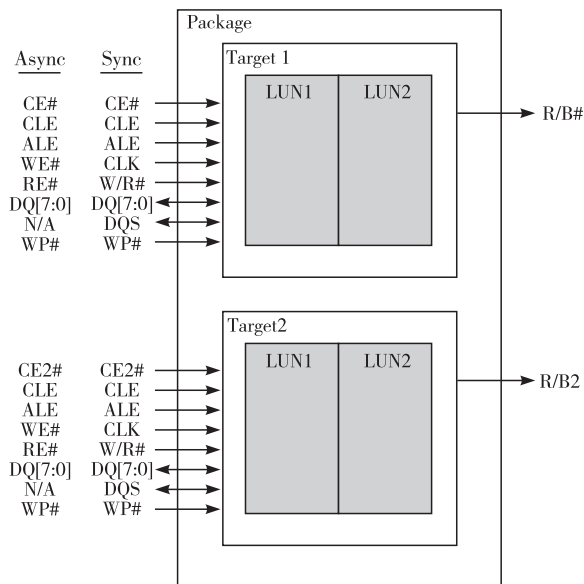 Package
Async Sync
Target 1
LUN1 LUN2
CE# CE#
CLE CLE
ALE ALE
WE# CLK
RE# W/R#
DQ[7:0] DQ[7:0]
N/A DQS
WP# WP#
R/B#
Target2
LUN1 LUN2
CE2# CE2#
CLE CLE
ALE ALE
WE# CLK
RE# W/R#
DQ[7:0] DQ[7:0]
N/A DQS
WP# WP#
R/B2